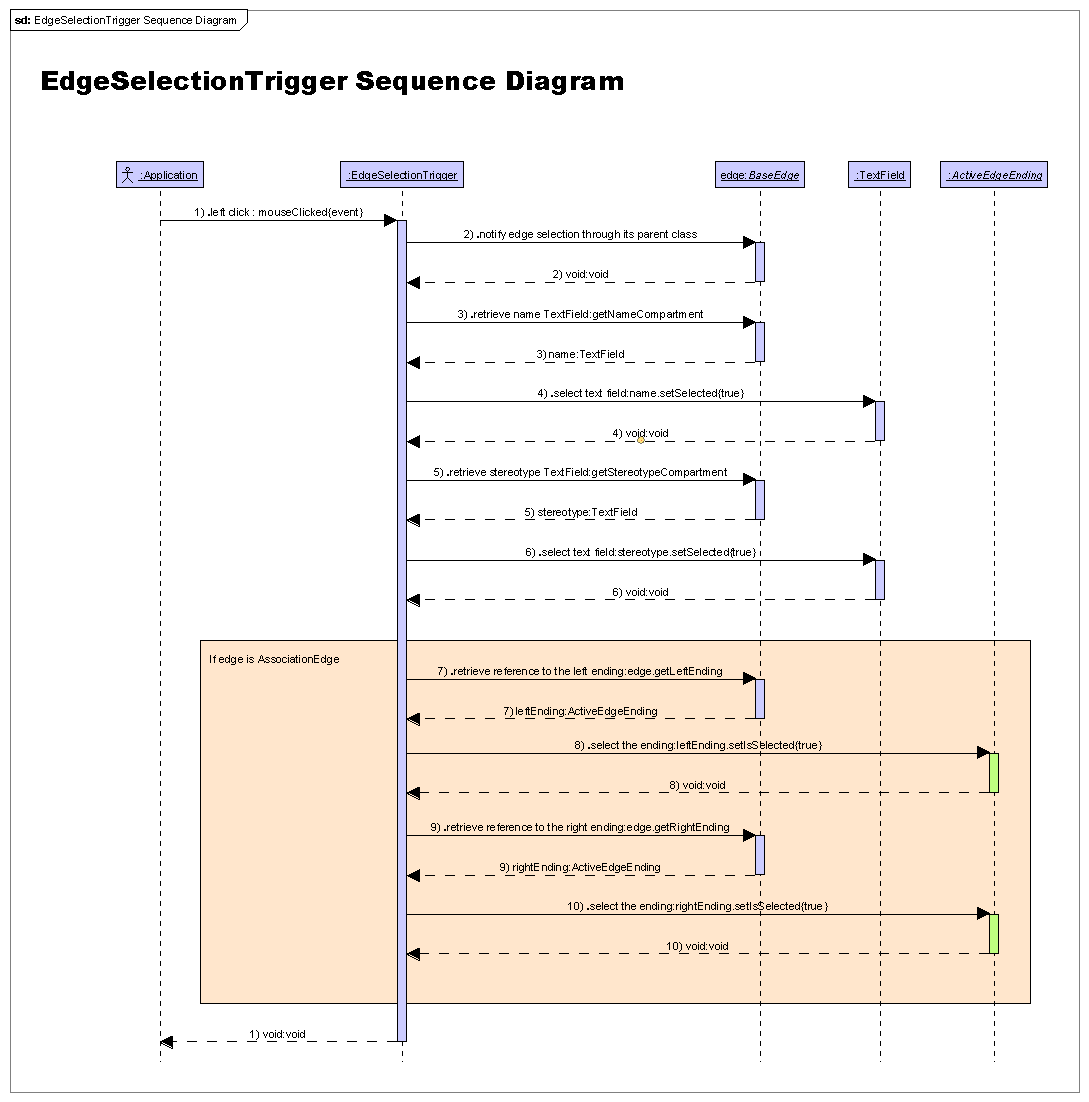 sd: EdgeSelectionTrigger Sequence Diagram
EdgeSelectionTrigger Sequence Diagram
:Application
:EdgeSelectionTrigger
edge:BaseEdge
:TextField
:ActiveEdgeEnding
1) .left click : mouseClicked{event}
2) .notify edge selection through its parent class
2) void:void
3) .retrieve name TextField:getNameCompartment
3)name:TextField
4) .select text field:name.setSelected{true}
4) void:void
5) .retrieve stereotype TextField:getStereotypeCompartment
5) stereotype:TextField
6) .select text field:stereotype.setSelected{true}
6) void:void
If edge is AssociationEdge
7) .retrieve reference to the left ending:edge.getLeftEnding
7)leftEnding:ActiveEdgeEnding
8) .select the ending:leftEnding.setIsSelected{true}
8) void:void
9) .retrieve reference to the right ending:edge.getRightEnding
9) rightEnding:ActiveEdgeEnding
10) .select the ending:rightEnding.setIsSelected{true}
10) void:void
1) void:void